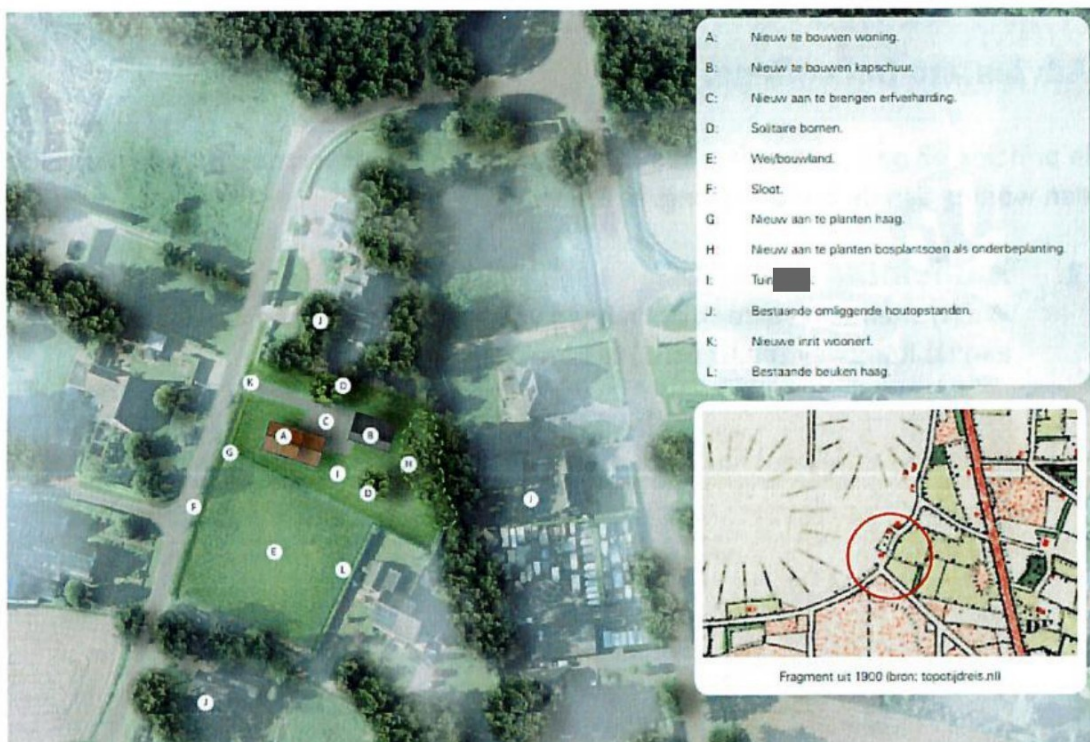 A: Nieuw te bouwen woning.
B: Nieuw te bouwen kapschuur.
C: Nieuw aan te brengen erfverharding.
D: Solitaire bomen.
E: Wei/bouwland.
F: Sloot.
G Nieuw aan te planten haag.
H Nieuw aan te planten bosplantsoen als onderbeplanting.
I: Tuin
J: Bestaande omliggende houtopstanden.
K: Nieuwe inrit woonerf.
L: Bestaande beuken haag.
J
K
D
C
A
B
G
H
I
D
J
F
E
L
J
Fragment uit 1900 (bron: topotijdreis.nl)